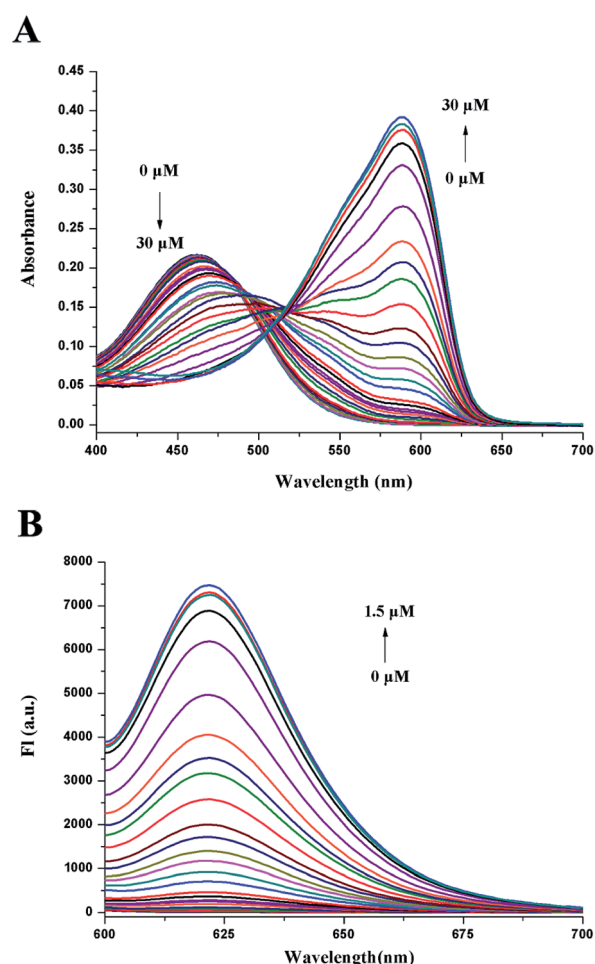 A
0.45
0.40
0.35
0.30
0.25
0.20
0.15
0.10
0.05
0.00
Absorbance
0 µM
30 µM
30 µM
0 µM
400 450 500 550 600 650 700
Wavelength (nm)
B
8000
7000
6000
5000
4000
3000
2000
1000
0
FI (a.u.)
1.5 µM
0 µM
600 625 650 675 700
Wavelength(nm)